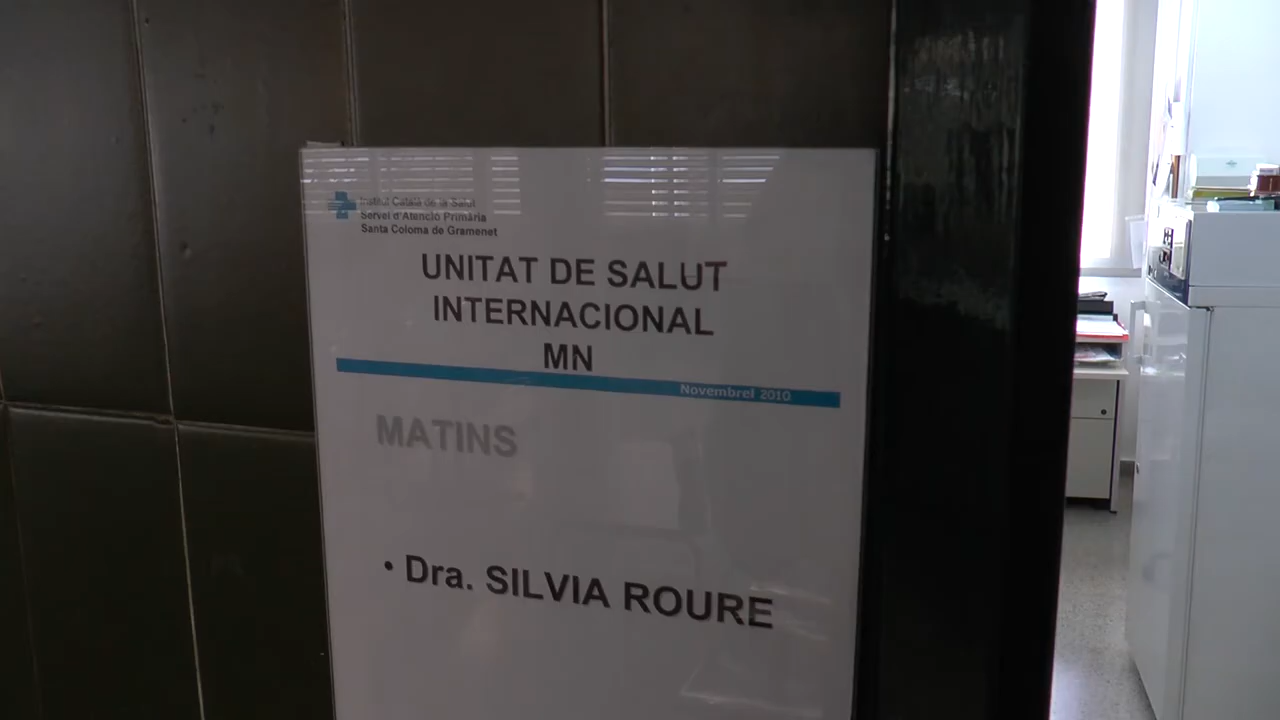 Institut Català de la Salut
Servei d'Atenció Primària
Santa Coloma de Gramenet
UNITAT DE SALUT
INTERNACIONAL
MN
Novembrel 2010
MATINS
• Dra. SILVIA ROURE